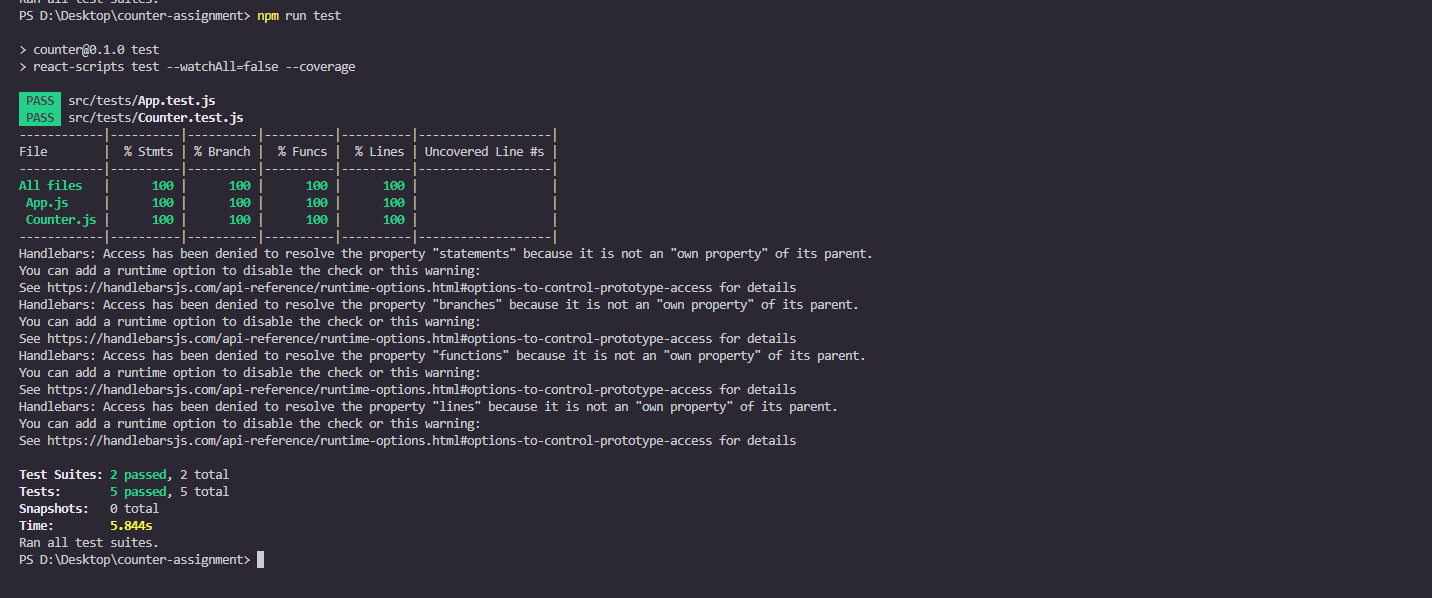 Ran all test suites.
PS D:\Desktop\counter-assignment> npm run test
> counter@0.1.0 test
> react-scripts test --watchAll=false --coverage
PASS src/tests/App.test.js
PASS src/tests/Counter.test.js
------------|----------|----------|----------|----------|-------------------|
File        |  % Stmts | % Branch |  % Funcs |  % Lines | Uncovered Line #s |
------------|----------|----------|----------|----------|-------------------|
All files   |      100 |      100 |      100 |      100 |                   |
 App.js     |      100 |      100 |      100 |      100 |                   |
 Counter.js |      100 |      100 |      100 |      100 |                   |
------------|----------|----------|----------|----------|-------------------|
Handlebars: Access has been denied to resolve the property "statements" because it is not an "own property" of its parent.
You can add a runtime option to disable the check or this warning:
See https://handlebarsjs.com/api-reference/runtime-options.html#options-to-control-prototype-access for details
Handlebars: Access has been denied to resolve the property "branches" because it is not an "own property" of its parent.
You can add a runtime option to disable the check or this warning:
See https://handlebarsjs.com/api-reference/runtime-options.html#options-to-control-prototype-access for details
Handlebars: Access has been denied to resolve the property "functions" because it is not an "own property" of its parent.
You can add a runtime option to disable the check or this warning:
See https://handlebarsjs.com/api-reference/runtime-options.html#options-to-control-prototype-access for details
Handlebars: Access has been denied to resolve the property "lines" because it is not an "own property" of its parent.
You can add a runtime option to disable the check or this warning:
See https://handlebarsjs.com/api-reference/runtime-options.html#options-to-control-prototype-access for details
Test Suites: 2 passed, 2 total
Tests:       5 passed, 5 total
Snapshots:   0 total
Time:        5.844s
Ran all test suites.
PS D:\Desktop\counter-assignment>